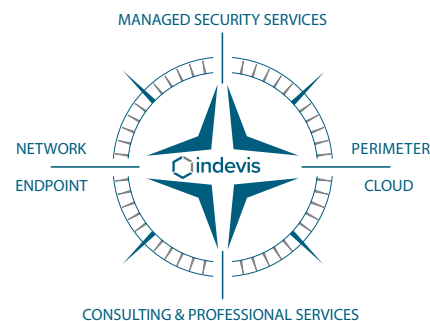 MANAGED SECURITY SERVICES
NETWORK
PERIMETER
indevis
ENDPOINT
CLOUD
CONSULTING & PROFESSIONAL SERVICES